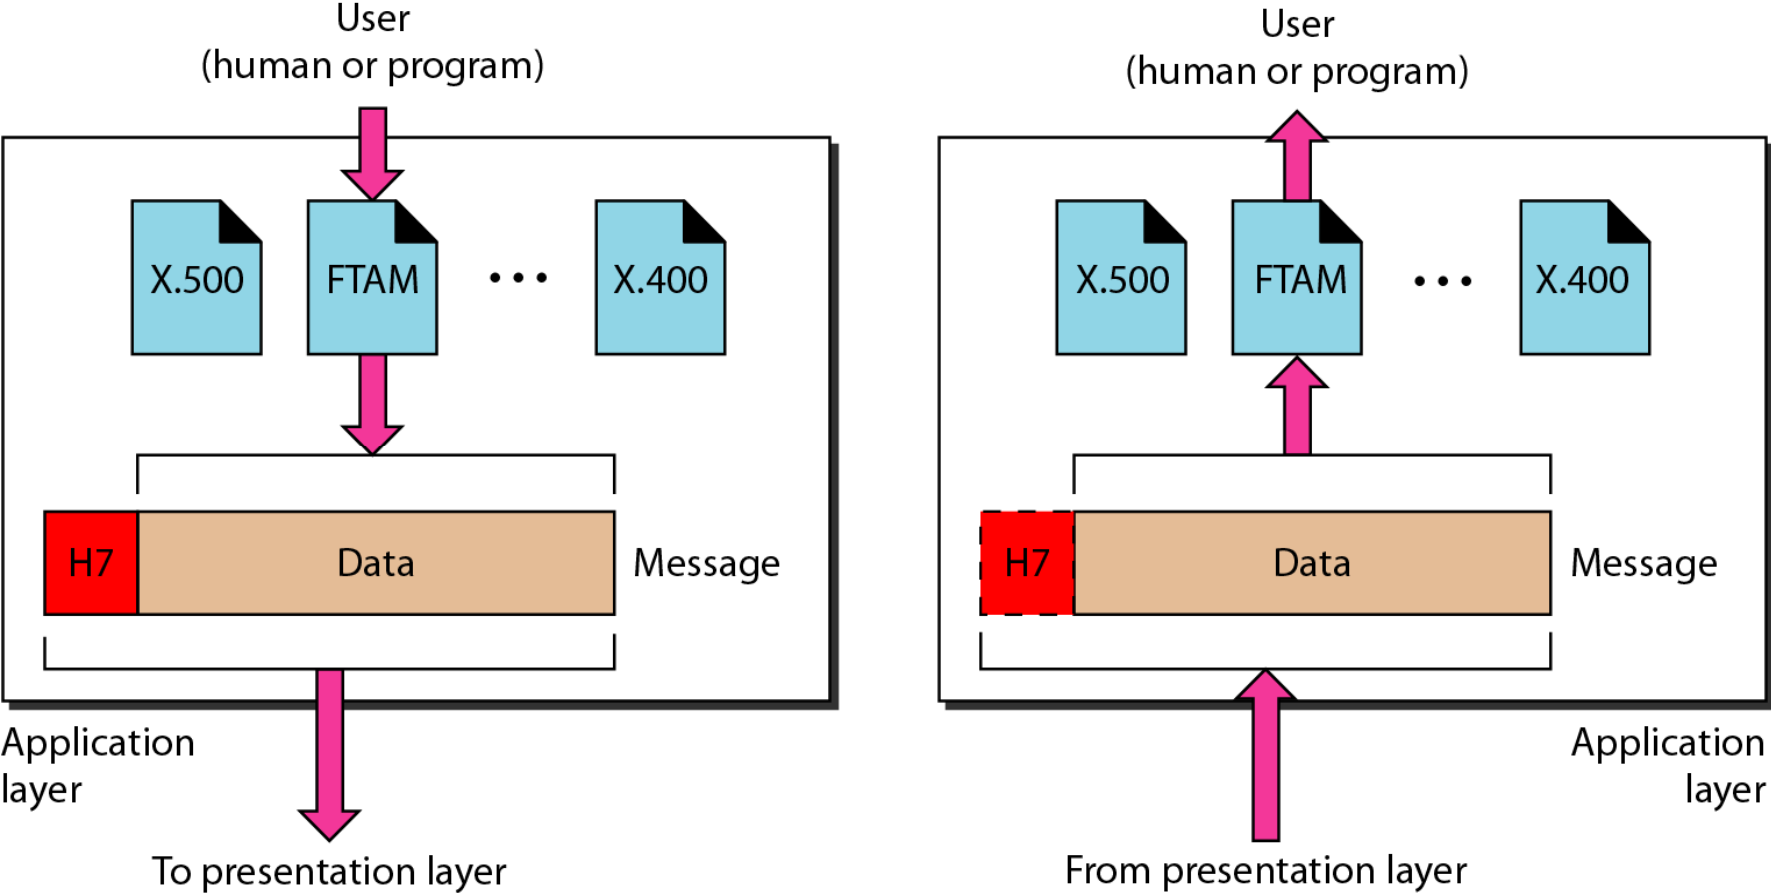 User
(human or program)
X.500
FTAM
...
X.400
H7
Data
Message
Application
layer
To presentation layer
User
(human or program)
X.500
FTAM
...
X.400
H7
Data
Message
Application
layer
From presentation layer